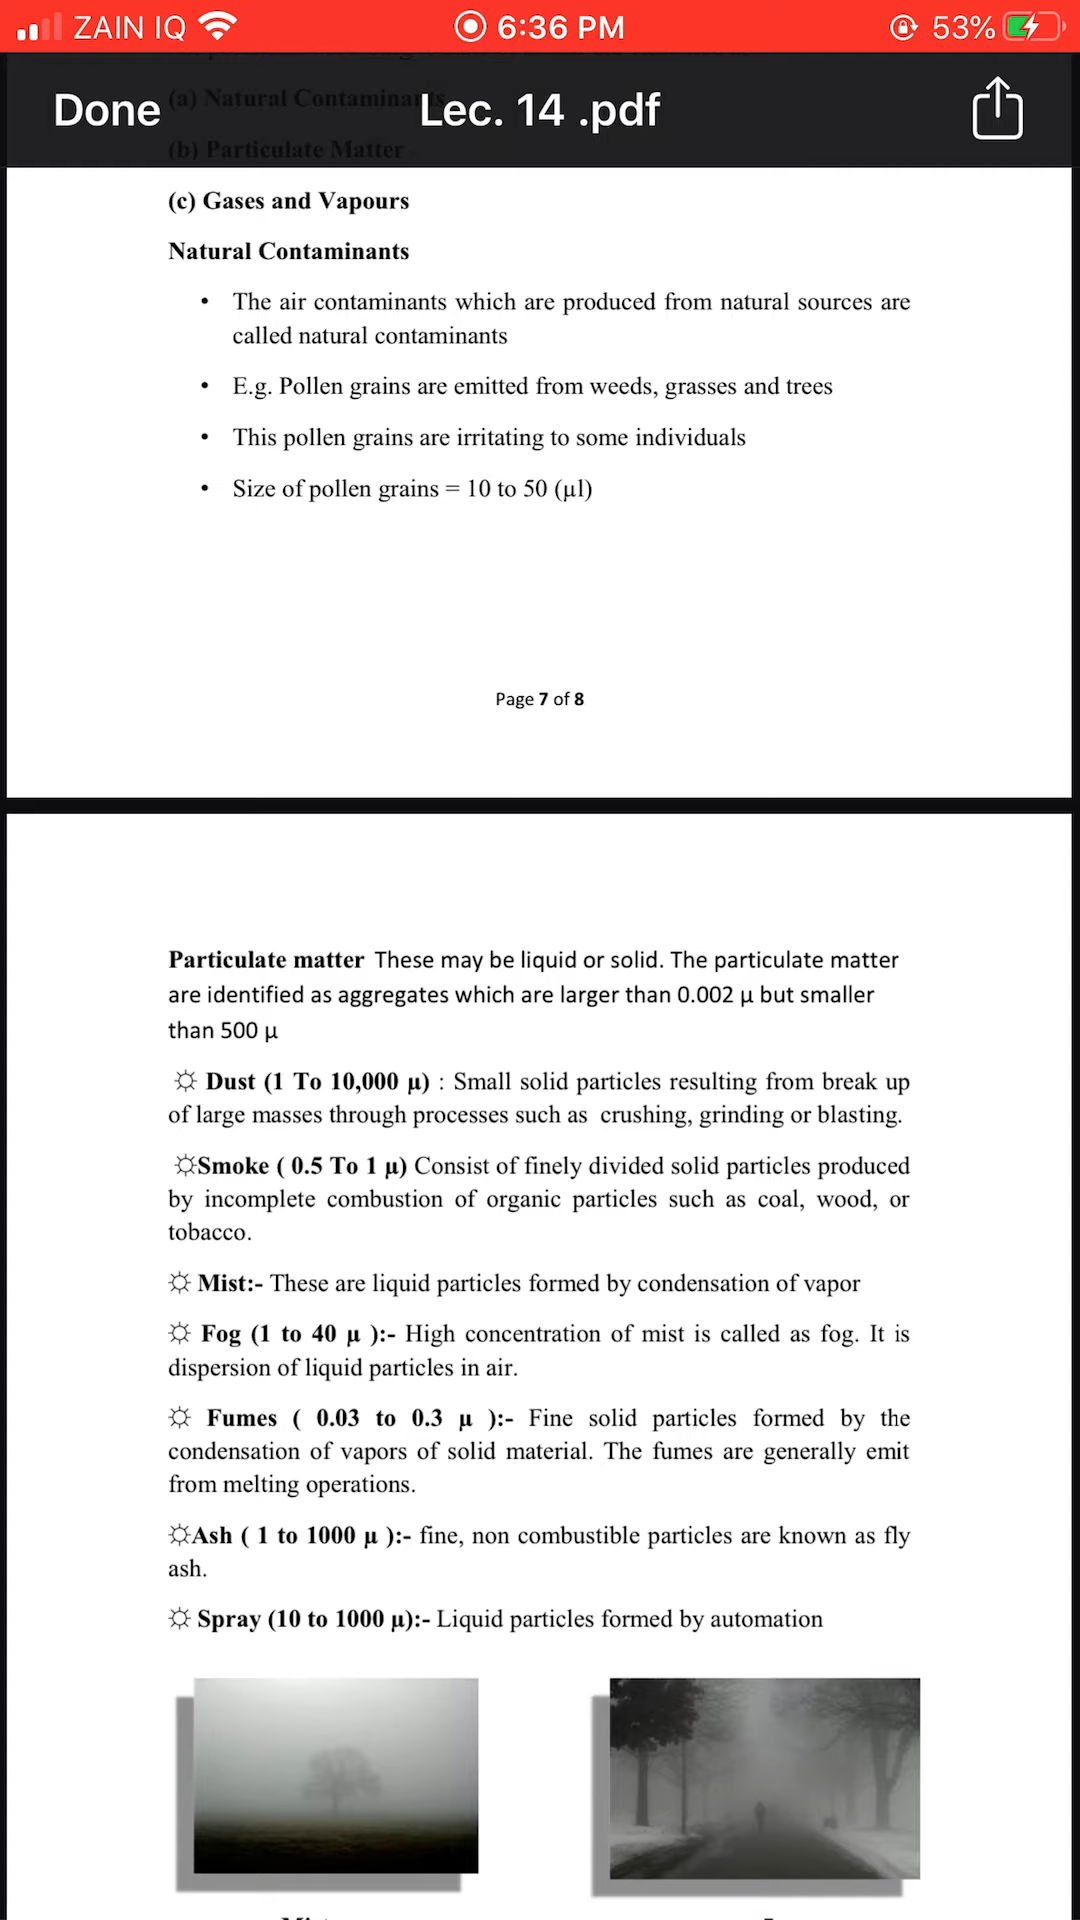 ZAIN IQ 6:36 PM 53%
(a) Natural Contaminants
Done Lec. 14 .pdf
(b) Particulate Matter
(c) Gases and Vapours
Natural Contaminants
• The air contaminants which are produced from natural sources are
called natural contaminants
• E.g. Pollen grains are emitted from weeds, grasses and trees
• This pollen grains are irritating to some individuals
• Size of pollen grains = 10 to 50 (µl)
Page 7 of 8
Particulate matter These may be liquid or solid. The particulate matter
are identified as aggregates which are larger than 0.002 µ but smaller
than 500 µ
☼ Dust (1 To 10,000 µ) : Small solid particles resulting from break up
of large masses through processes such as crushing, grinding or blasting.
☼Smoke ( 0.5 To 1 µ) Consist of finely divided solid particles produced
by incomplete combustion of organic particles such as coal, wood, or
tobacco.
☼ Mist:- These are liquid particles formed by condensation of vapor
☼ Fog (1 to 40 µ ):- High concentration of mist is called as fog. It is
dispersion of liquid particles in air.
☼ Fumes ( 0.03 to 0.3 µ ):- Fine solid particles formed by the
condensation of vapors of solid material. The fumes are generally emit
from melting operations.
☼Ash ( 1 to 1000 µ ):- fine, non combustible particles are known as fly
ash.
☼ Spray (10 to 1000 µ):- Liquid particles formed by automation